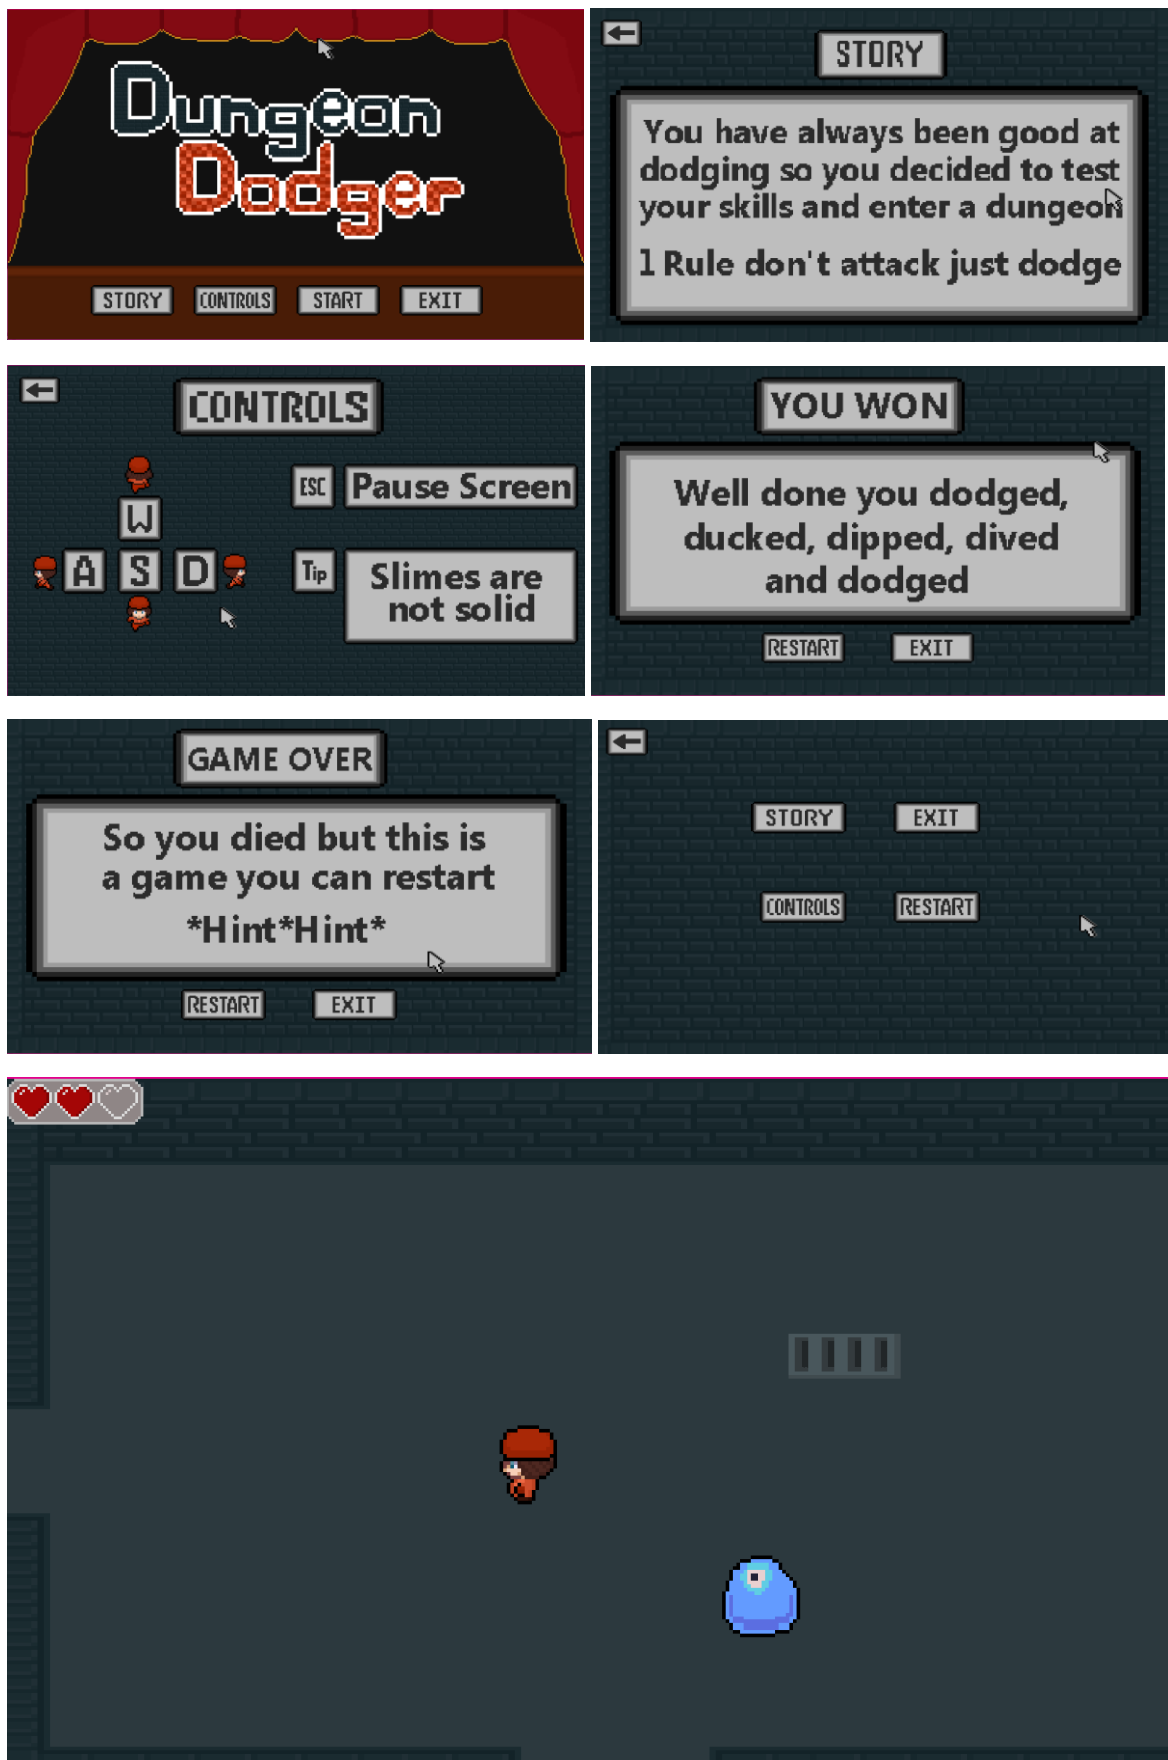 Dungeon
Dodger
STORY CONTROLS START EXIT
STORY
You have always been good at
dodging so you decided to test
your skills and enter a dungeon
1 Rule don't attack just dodge
CONTROLS
W
A S D
ESC Pause Screen
Tip Slimes are
not solid
YOU WON
Well done you dodged,
ducked, dipped, dived
and dodged
RESTART EXIT
GAME OVER
So you died but this is
a game you can restart
*Hint*Hint*
RESTART EXIT
STORY EXIT
CONTROLS RESTART